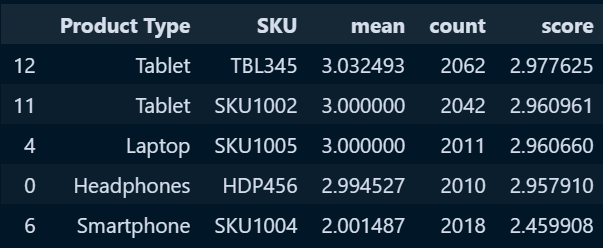 Product Type SKU mean count score
12 Tablet TBL345 3.032493 2062 2.977625
11 Tablet SKU1002 3.000000 2042 2.960961
4 Laptop SKU1005 3.000000 2011 2.960660
0 Headphones HDP456 2.994527 2010 2.957910
6 Smartphone SKU1004 2.001487 2018 2.459908